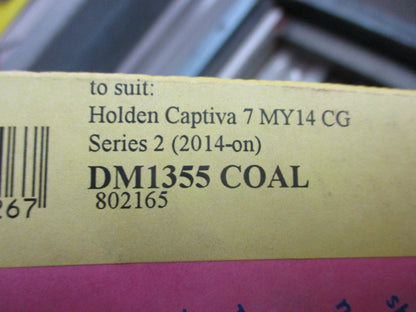 to suit:
Holden Captiva 7 MY14 CG
Series 2 (2014-on)
DM1355 COAL
802165
267